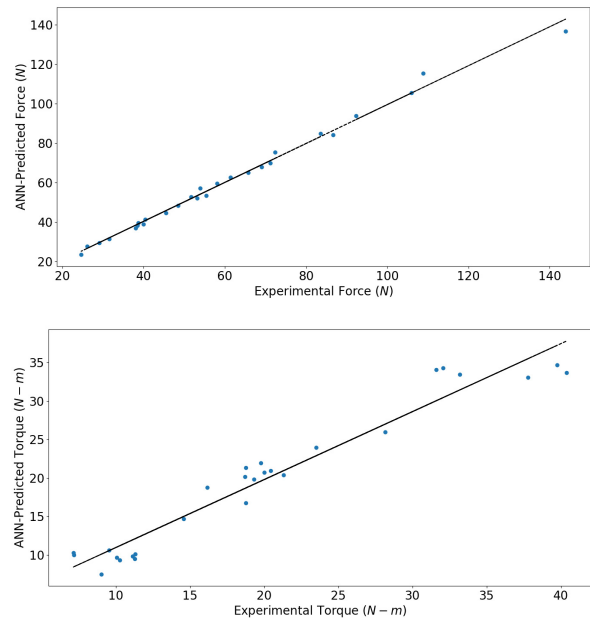 140
120
100
80
60
40
20
ANN-Predicted Force (N)
20 40 60 80 100 120 140
Experimental Force (N)
35
30
25
20
15
10
ANN-Predicted Torque (N − m)
10 15 20 25 30 35 40
Experimental Torque (N − m)